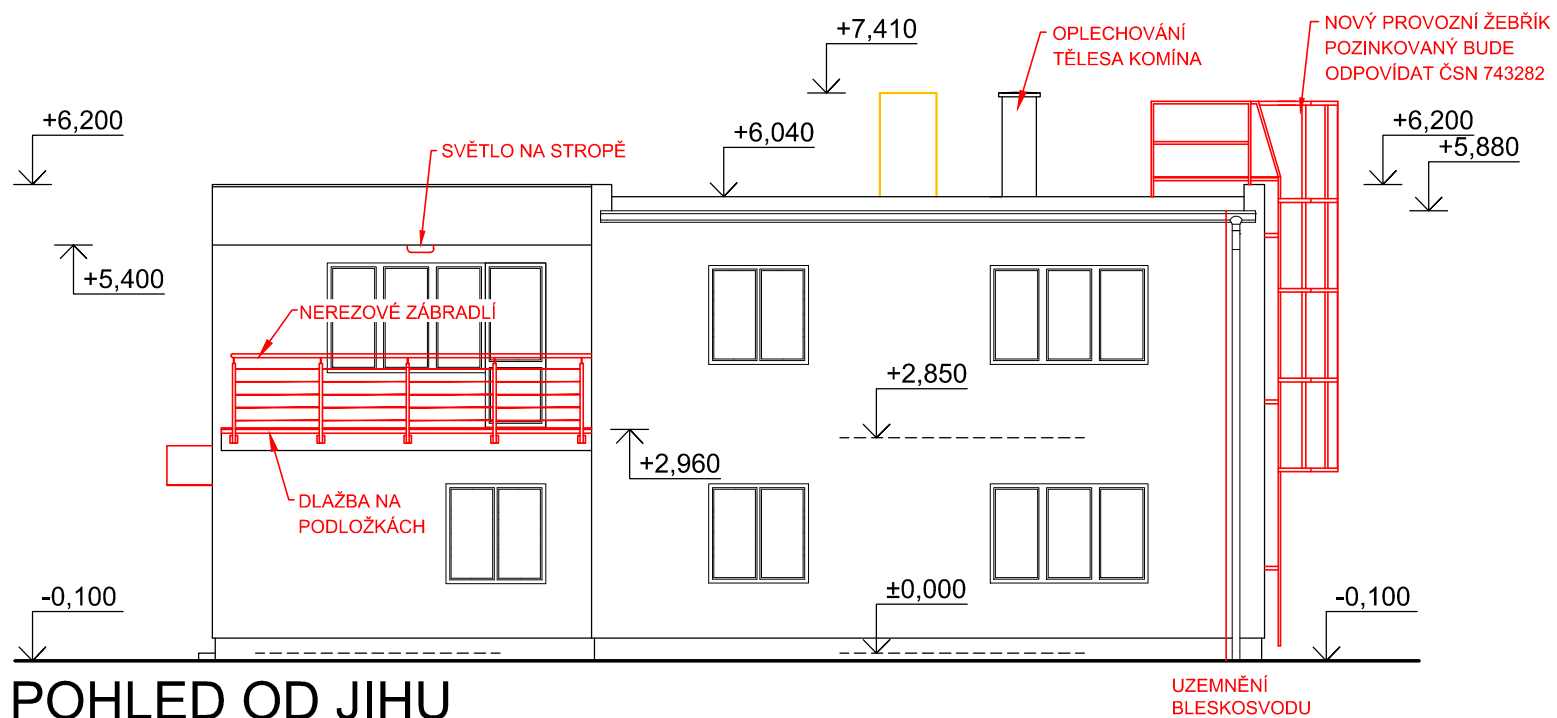 +7,410
OPLECHOVÁNÍ
TĚLESA KOMÍNA
NOVÝ PROVOZNÍ ŽEBŘÍK
POZINKOVANÝ BUDE
ODPOVÍDAT ČSN 743282
+6,200
SVĚTLO NA STROPĚ
+6,040
+6,200
+5,880
+5,400
NEREZOVÉ ZÁBRADLÍ
+2,850
+2,960
DLAŽBA NA
PODLOŽKÁCH
-0,100
±0,000
-0,100
POHLED OD JIHU
UZEMNĚNÍ
BLESKOSVODU